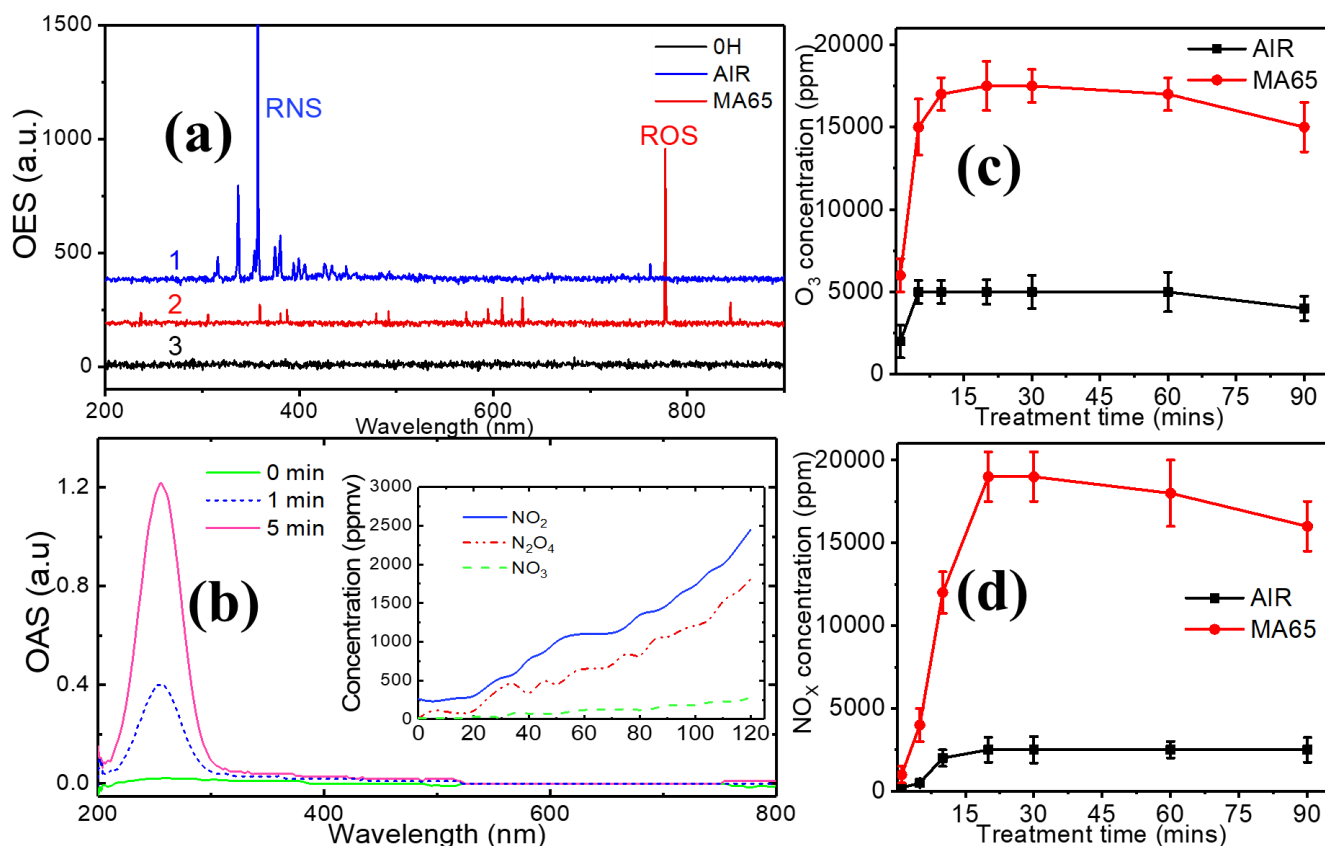 1500
1000
500
0
OES (a.u.)
(a)
0H
AIR
MA65
RNS
ROS
1
2
3
200
400
600
800
Wavelength (nm)
20000
15000
10000
5000
0
O₃ concentration (ppm)
(c)
AIR
MA65
15
30
45
60
75
90
Treatment time (mins)
1.2
0.8
0.4
0.0
OAS (a.u)
(b)
0 min
1 min
5 min
3000
2500
2000
1500
1000
500
0
Concentration (ppmv)
NO₂
N₂O₄
NO₃
0
20
40
60
80
100
120
200
300
400
500
600
700
800
Wavelength (nm)
20000
15000
10000
5000
0
NOₓ concentration (ppm)
(d)
AIR
MA65
15
30
45
60
75
90
Treatment time (mins)